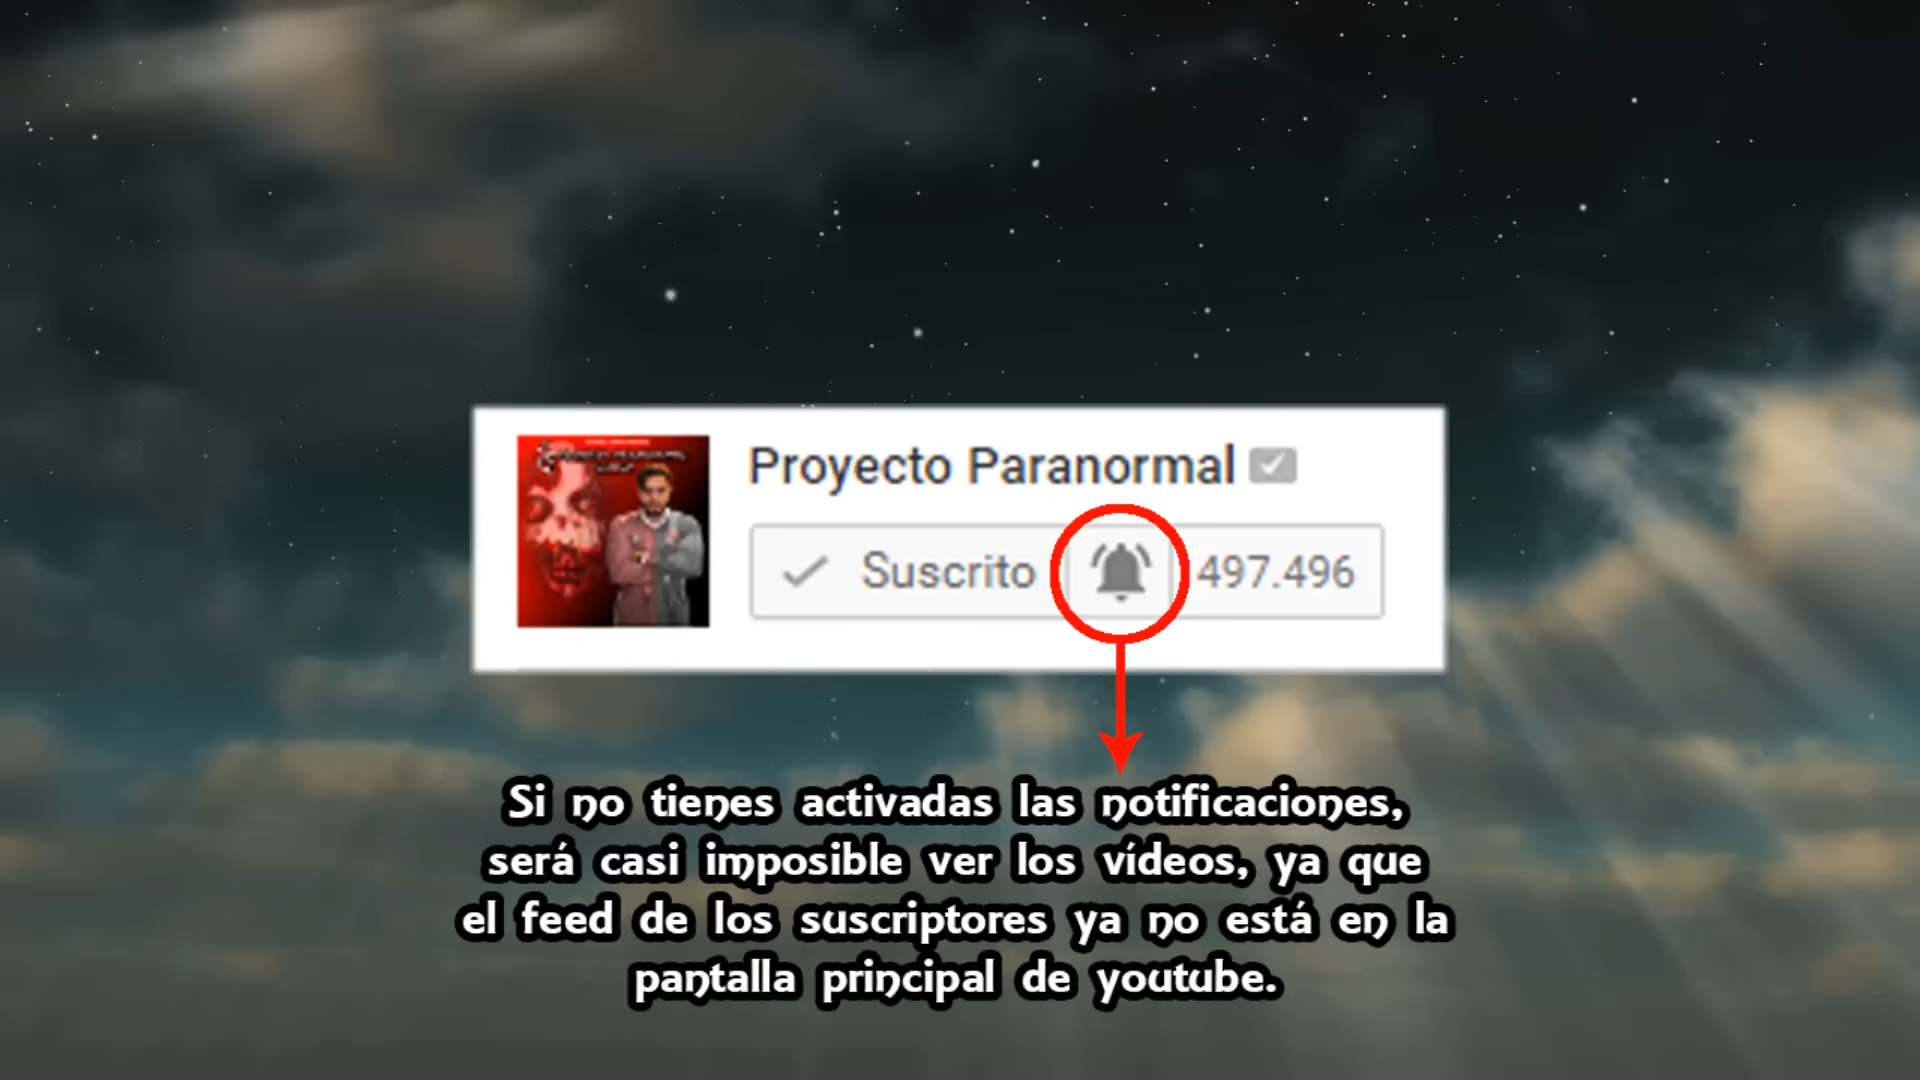 Proyecto Paranormal
Suscrito 497.496
Si no tienes activadas las notificaciones,
será casi imposible ver los vídeos, ya que
el feed de los suscriptores ya no está en la
pantalla principal de youtube.